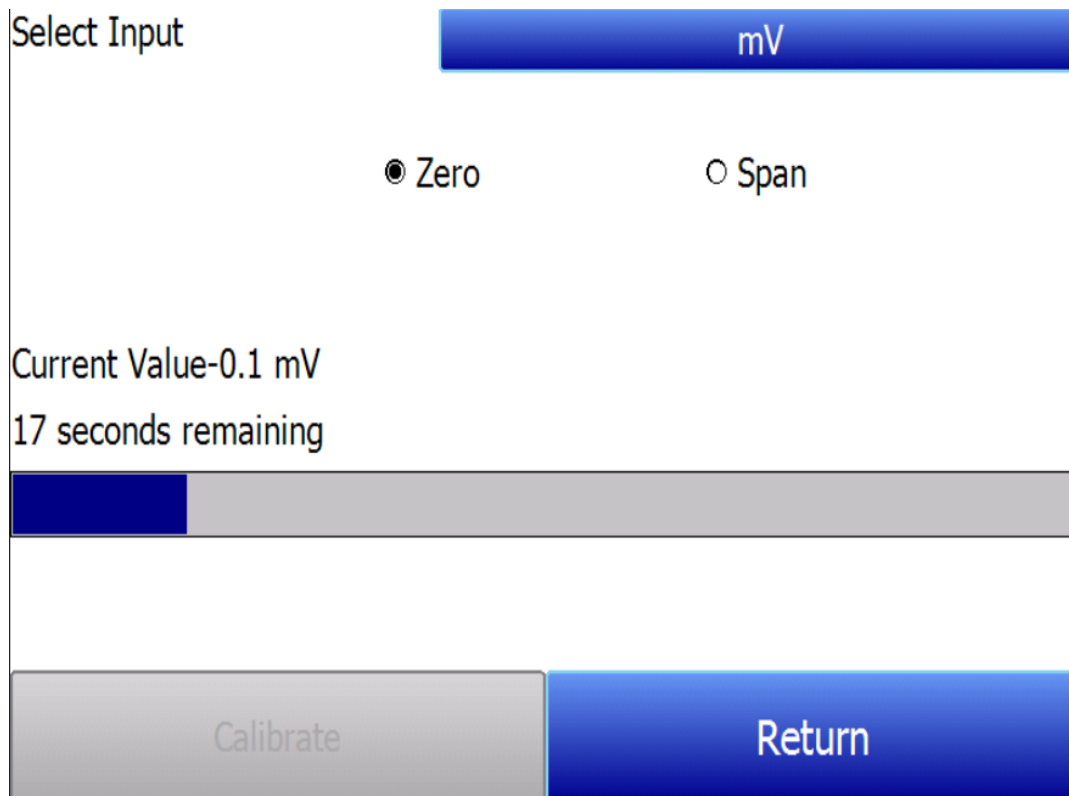 Select Input
mV
Zero
Span
Current Value-0.1 mV
17 seconds remaining
Calibrate
Return